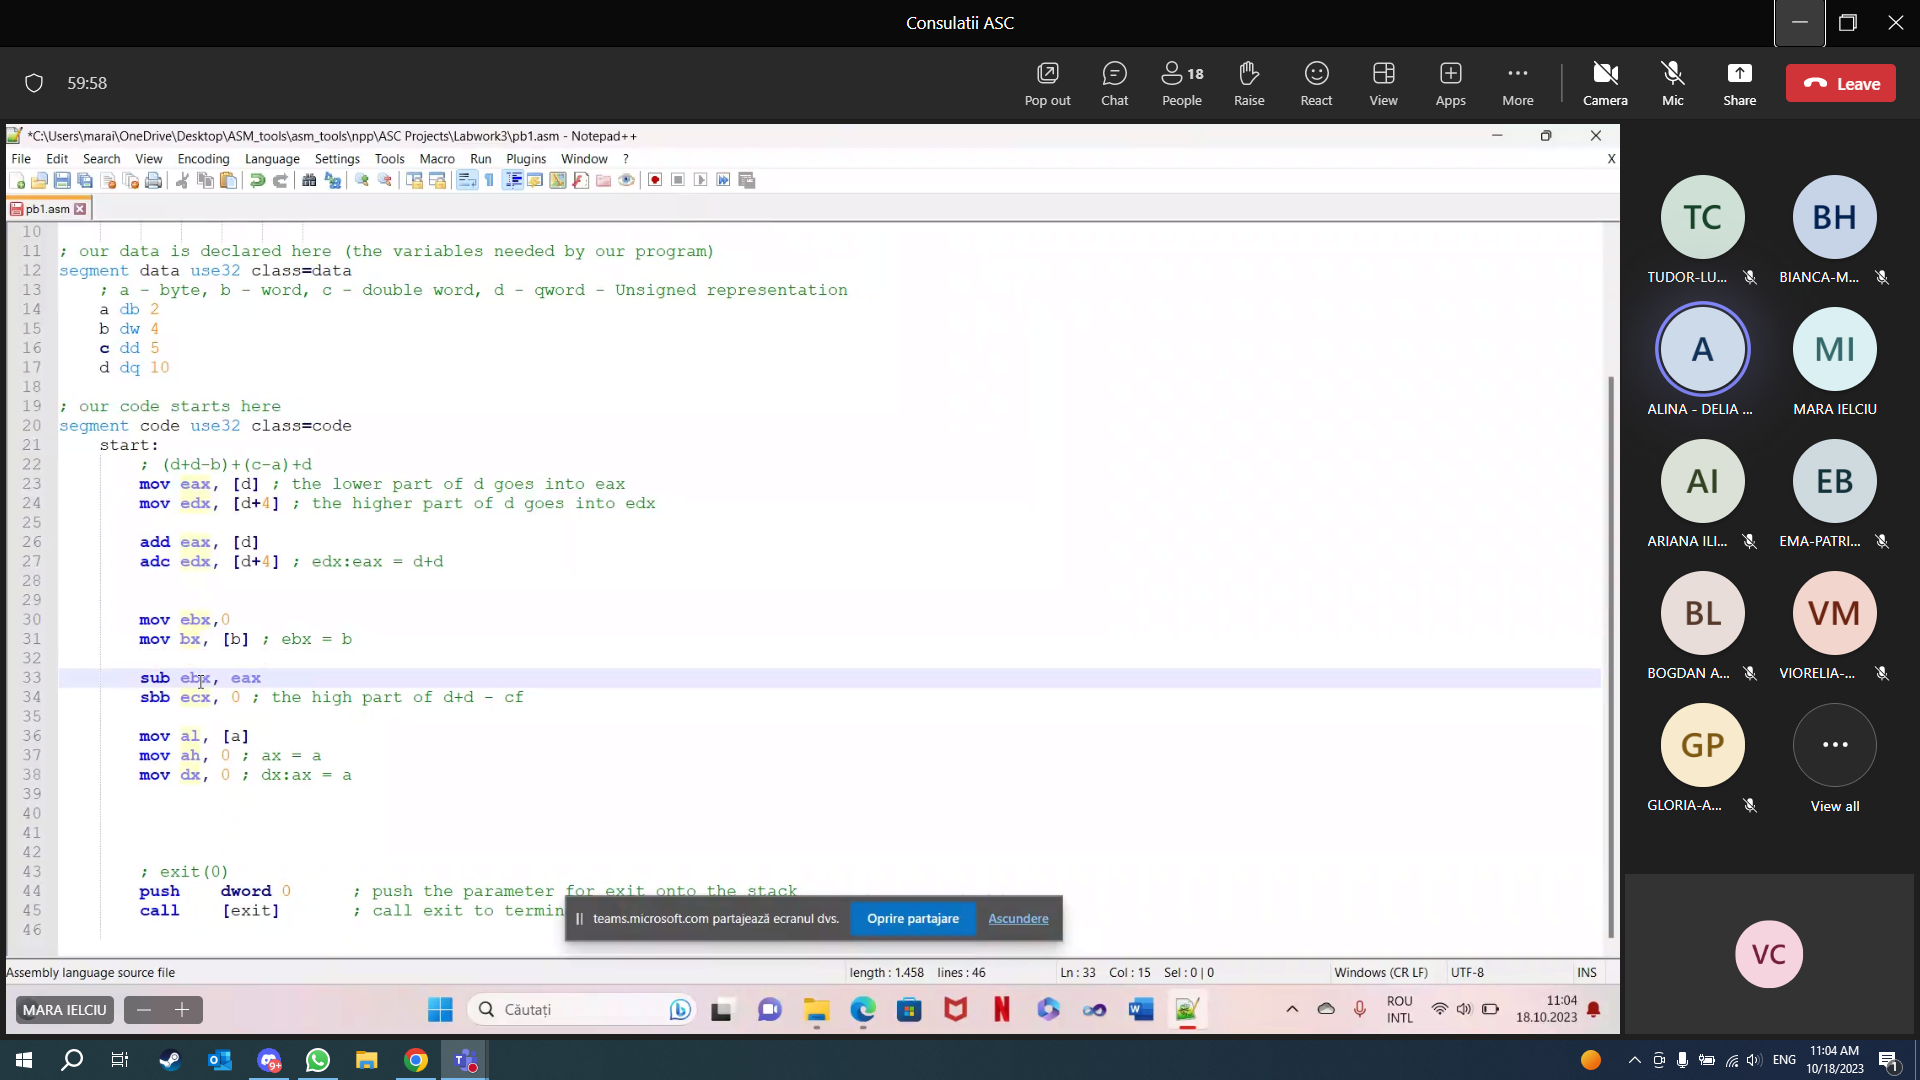 Consulatii ASC
59:58
Pop out
Chat
18
People
Raise
React
View
Apps
More
Camera
Mic
Share
Leave
*C:\Users\marai\OneDrive\Desktop\ASM_tools\asm_tools\npp\ASC Projects\Labwork3\pb1.asm - Notepad++
File Edit Search View Encoding Language Settings Tools Macro Run Plugins Window ? X
pb1.asm
10
11 ; our data is declared here (the variables needed by our program)
12 segment data use32 class=data
13 ; a - byte, b - word, c - double word, d - qword - Unsigned representation
14 a db 2
15 b dw 4
16 c dd 5
17 d dq 10
18
19 ; our code starts here
20 segment code use32 class=code
21 start:
22 ; (d+d-b)+(c-a)+d
23 mov eax, [d] ; the lower part of d goes into eax
24 mov edx, [d+4] ; the higher part of d goes into edx
25
26 add eax, [d]
27 adc edx, [d+4] ; edx:eax = d+d
28
29
30 mov ebx,0
31 mov bx, [b] ; ebx = b
32
33 sub ebx, eax
34 sbb ecx, 0 ; the high part of d+d - cf
35
36 mov al, [a]
37 mov ah, 0 ; ax = a
38 mov dx, 0 ; dx:ax = a
39
40
41
42
43 ; exit(0)
44 push dword 0 ; push the parameter for exit onto the stack
45 call [exit] ; call exit to termin
46
teams.microsoft.com partajează ecranul dvs. Oprire partajare Ascundere
Assembly language source file length : 1.458 lines : 46 Ln : 33 Col : 15 Sel : 0 | 0 Windows (CR LF) UTF-8 INS
MARA IELCIU
Căutați
ROU
INTL
11:04
18.10.2023
TC
TUDOR-LU...
BH
BIANCA-M...
A
ALINA - DELIA ...
MI
MARA IELCIU
AI
ARIANA ILI...
EB
EMA-PATRI...
BL
BOGDAN A...
VM
VIORELIA-...
GP
GLORIA-A...
View all
VC
9+
ENG
11:04 AM
10/18/2023
1